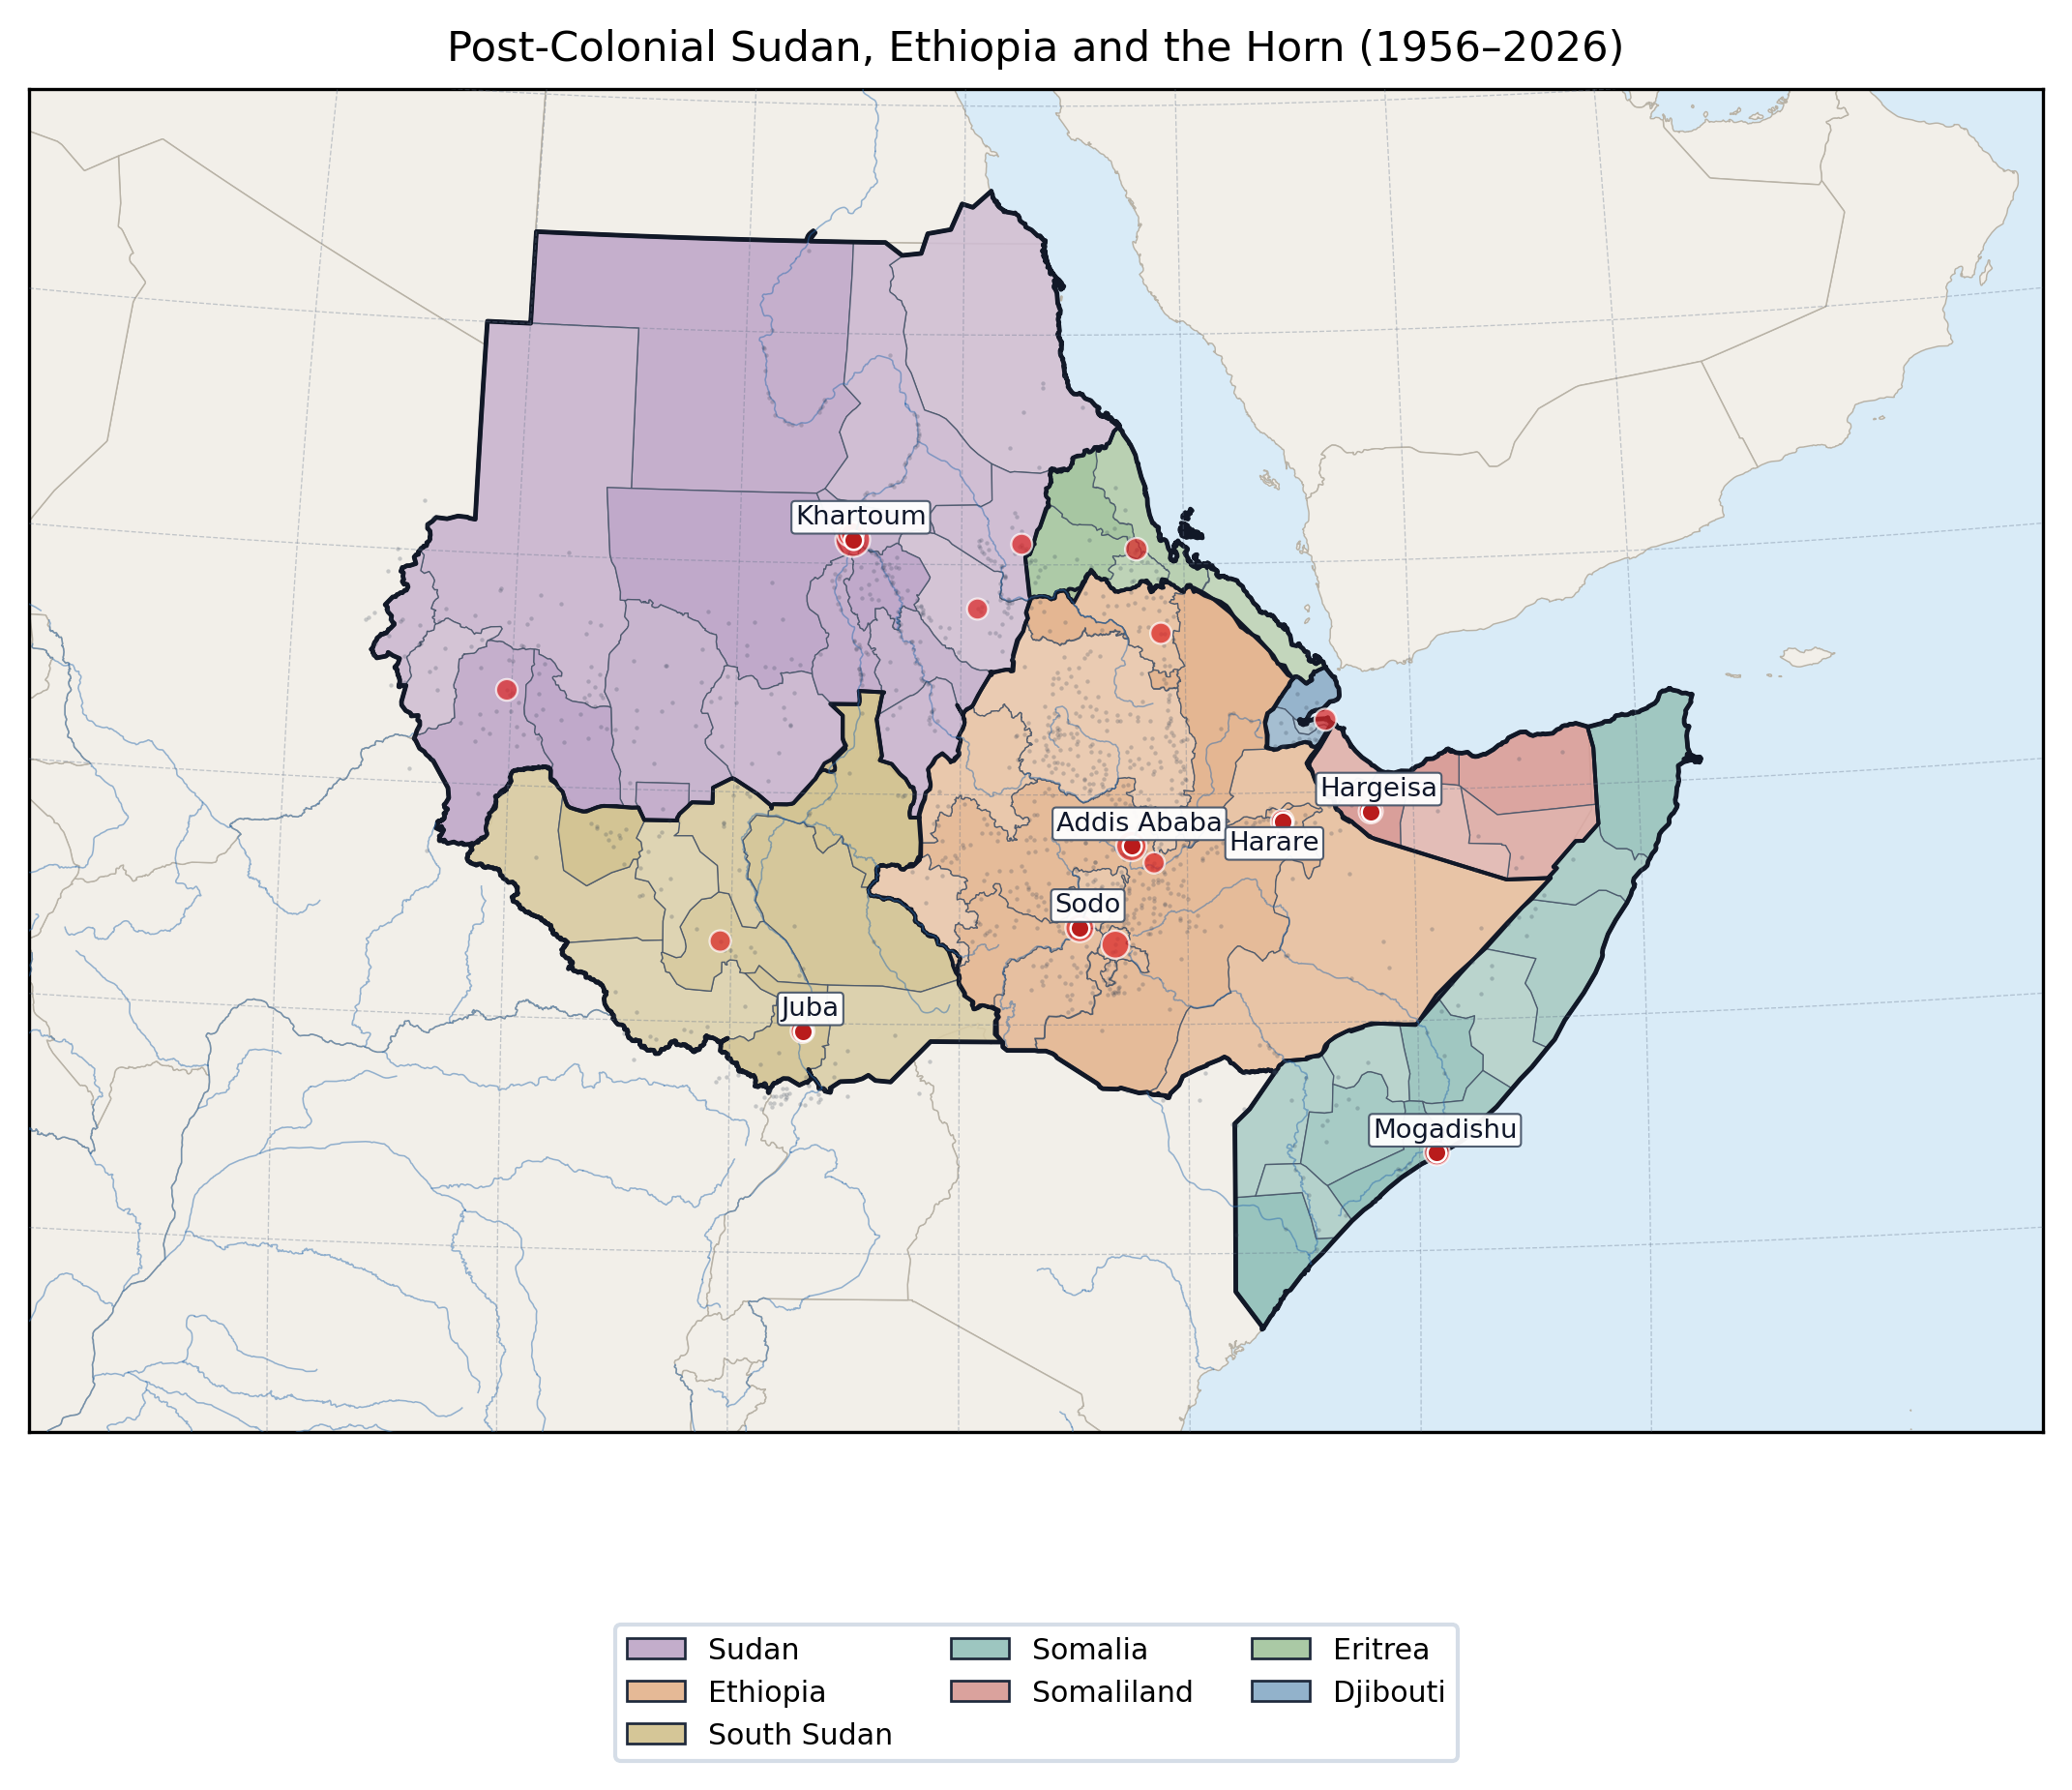 Post-Colonial Sudan, Ethiopia and the Horn (1956–2026)
Khartoum
Hargeisa
Addis Ababa
Harare
Sodo
Juba
Mogadishu
Sudan
Ethiopia
South Sudan
Somalia
Somaliland
Eritrea
Djibouti